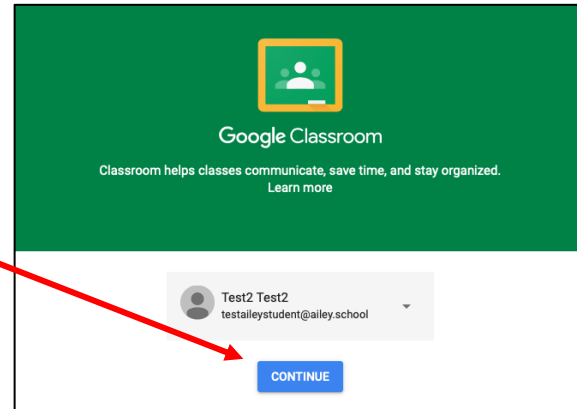 Google Classroom
Classroom helps classes communicate, save time, and stay organized.
Learn more
Test2 Test2
testaileystudent@ailey.school
CONTINUE